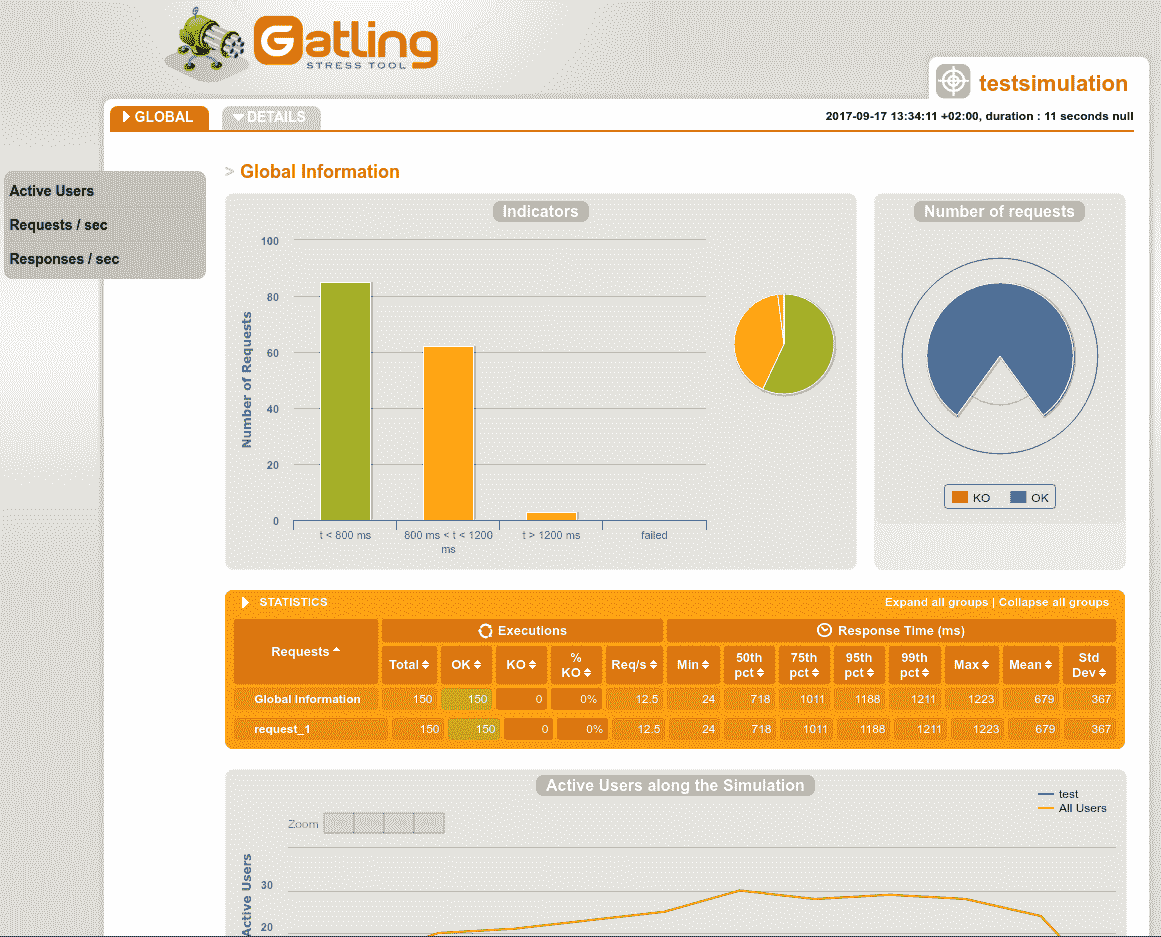 Gatling
STRESS TOOL
testsimulation
GLOBAL
DETAILS
2017-09-17 13:34:11 +02:00, duration : 11 seconds null
Active Users
Requests / sec
Responses / sec
> Global Information
Indicators
Number of Requests
100
80
60
40
20
0
t < 800 ms
800 ms < t < 1200
ms
t > 1200 ms
failed
Number of requests
KO OK
STATISTICS
Expand all groups | Collapse all groups
Requests
Executions
Response Time (ms)
Total OK KO % KO Req/s Min 50th pct 75th pct 95th pct 99th pct Max Mean Std Dev
Global Information 150 150 0 0% 12.5 24 718 1011 1188 1211 1223 679 367
request_1 150 150 0 0% 12.5 24 718 1011 1188 1211 1223 679 367
Active Users along the Simulation
test
All Users
Zoom
Active Users
30
20